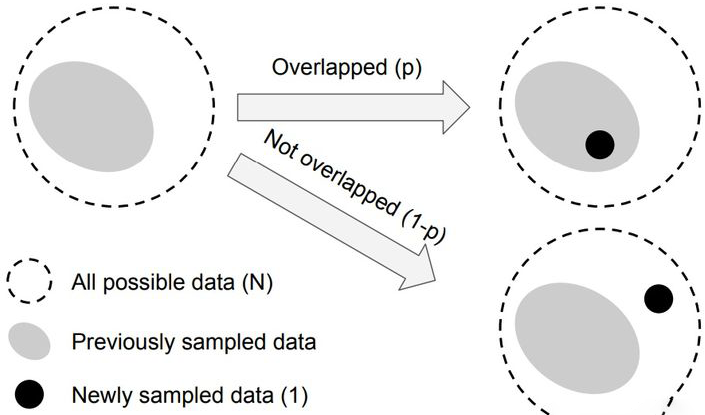 Overlapped (p)
Not overlapped (1-p)
All possible data (N)
Previously sampled data
Newly sampled data (1)